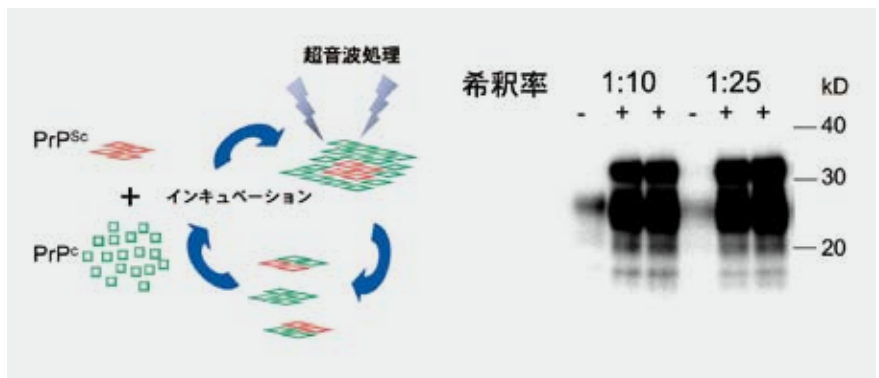 超音波処理
PrPSc
+
インキュベーション
PrPc
希釈率 1:10 1:25 kD
- + + - + +
40
30
20